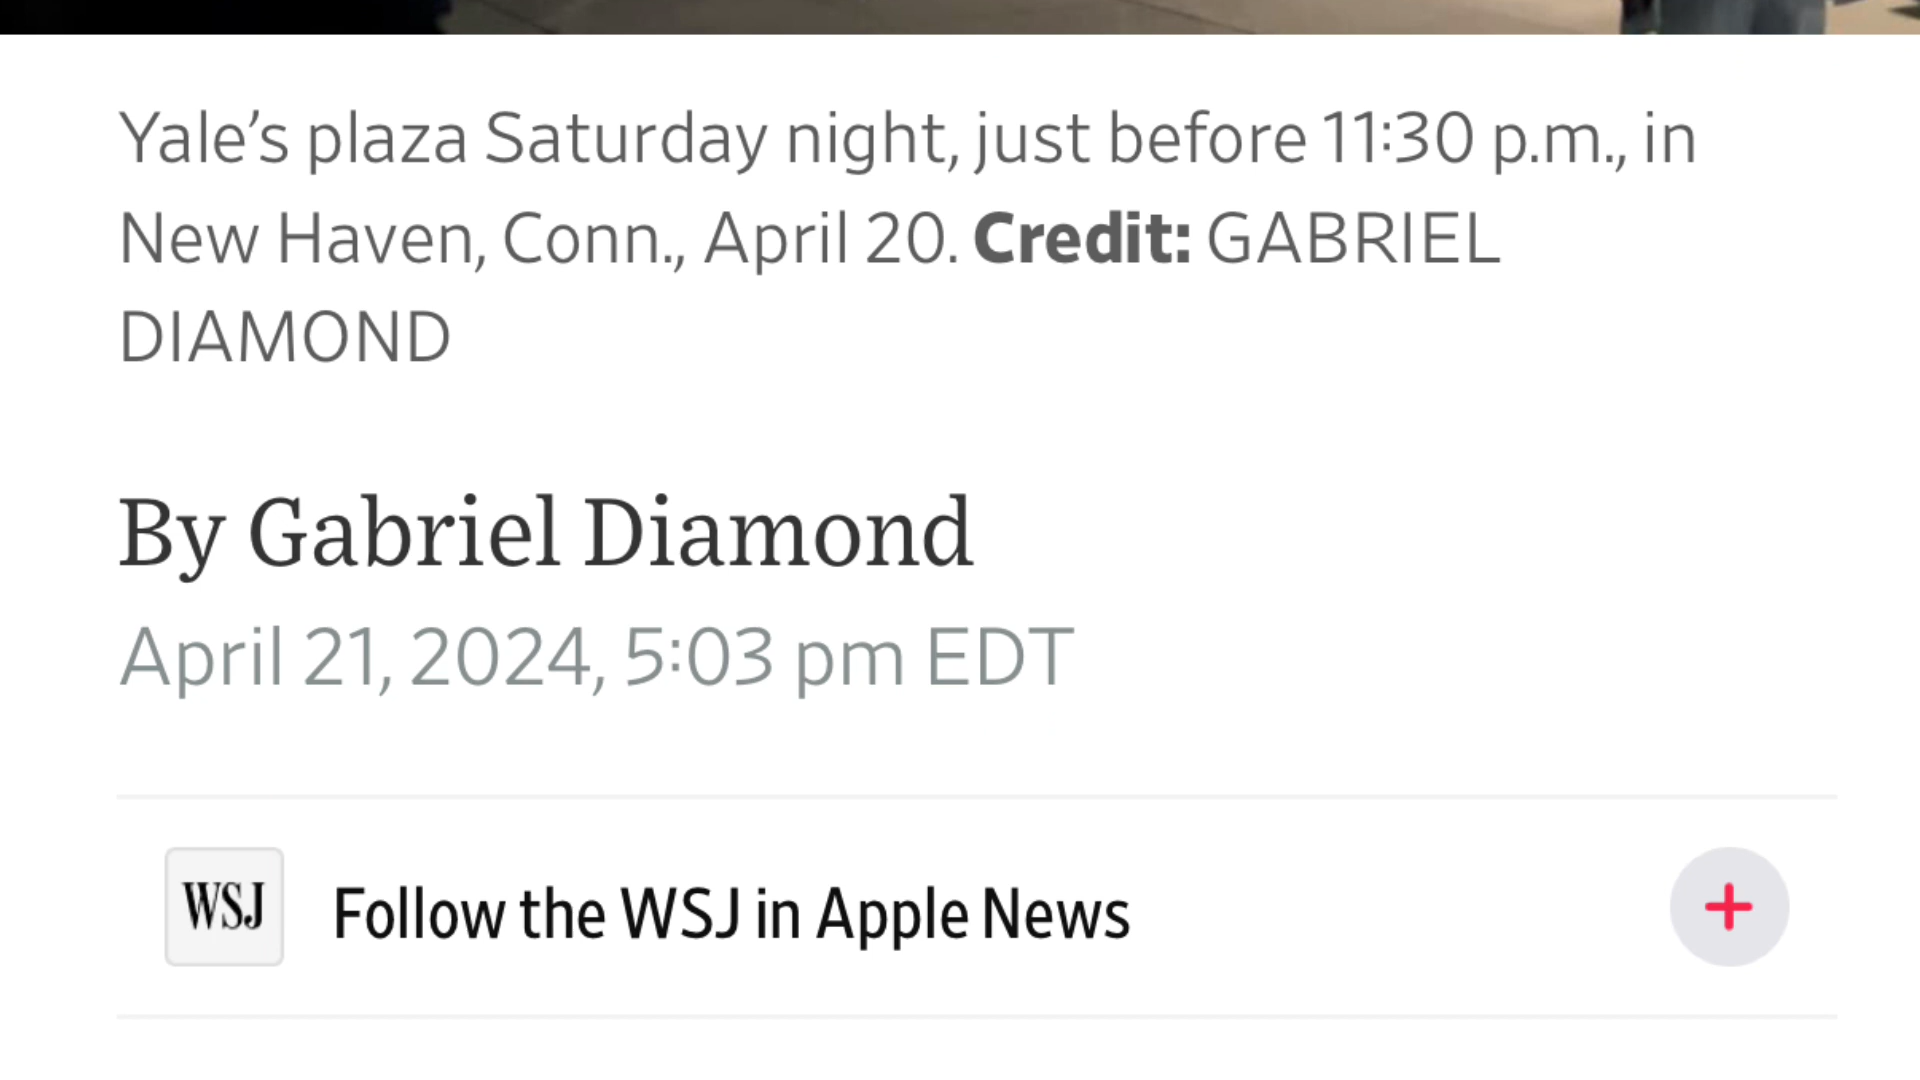 Yale’s plaza Saturday night, just before 11:30 p.m., in
New Haven, Conn., April 20. Credit: GABRIEL
DIAMOND
By Gabriel Diamond
April 21, 2024, 5:03 pm EDT
WSJ
Follow the WSJ in Apple News